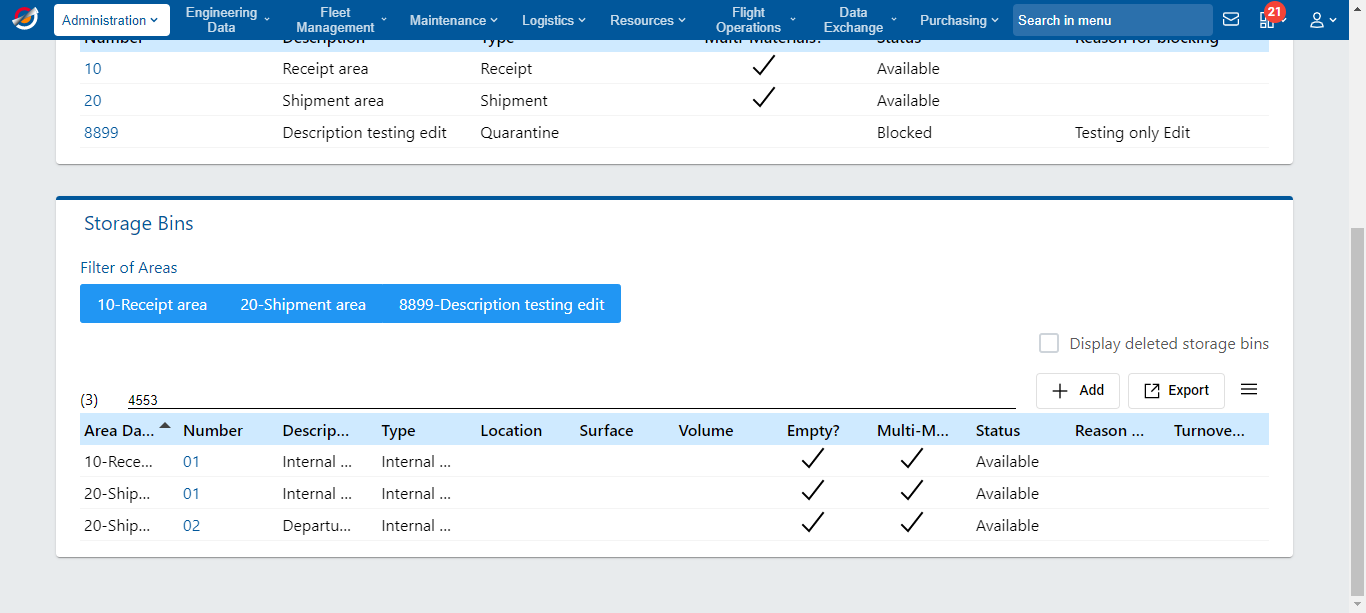 Administration Engineering Data Fleet Management Maintenance Logistics Resources Flight Operations Data Exchange Purchasing Search in menu 21
Number Description Type Multi-Materials? Status Reason for blocking
10 Receipt area Receipt Available
20 Shipment area Shipment Available
8899 Description testing edit Quarantine Blocked Testing only Edit
Storage Bins
Filter of Areas
10-Receipt area 20-Shipment area 8899-Description testing edit
Display deleted storage bins
(3) 4553 Add Export
Area Da... Number Descrip... Type Location Surface Volume Empty? Multi-M... Status Reason ... Turnove...
10-Rece... 01 Internal ... Internal ... Available
20-Ship... 01 Internal ... Internal ... Available
20-Ship... 02 Departu... Internal ... Available